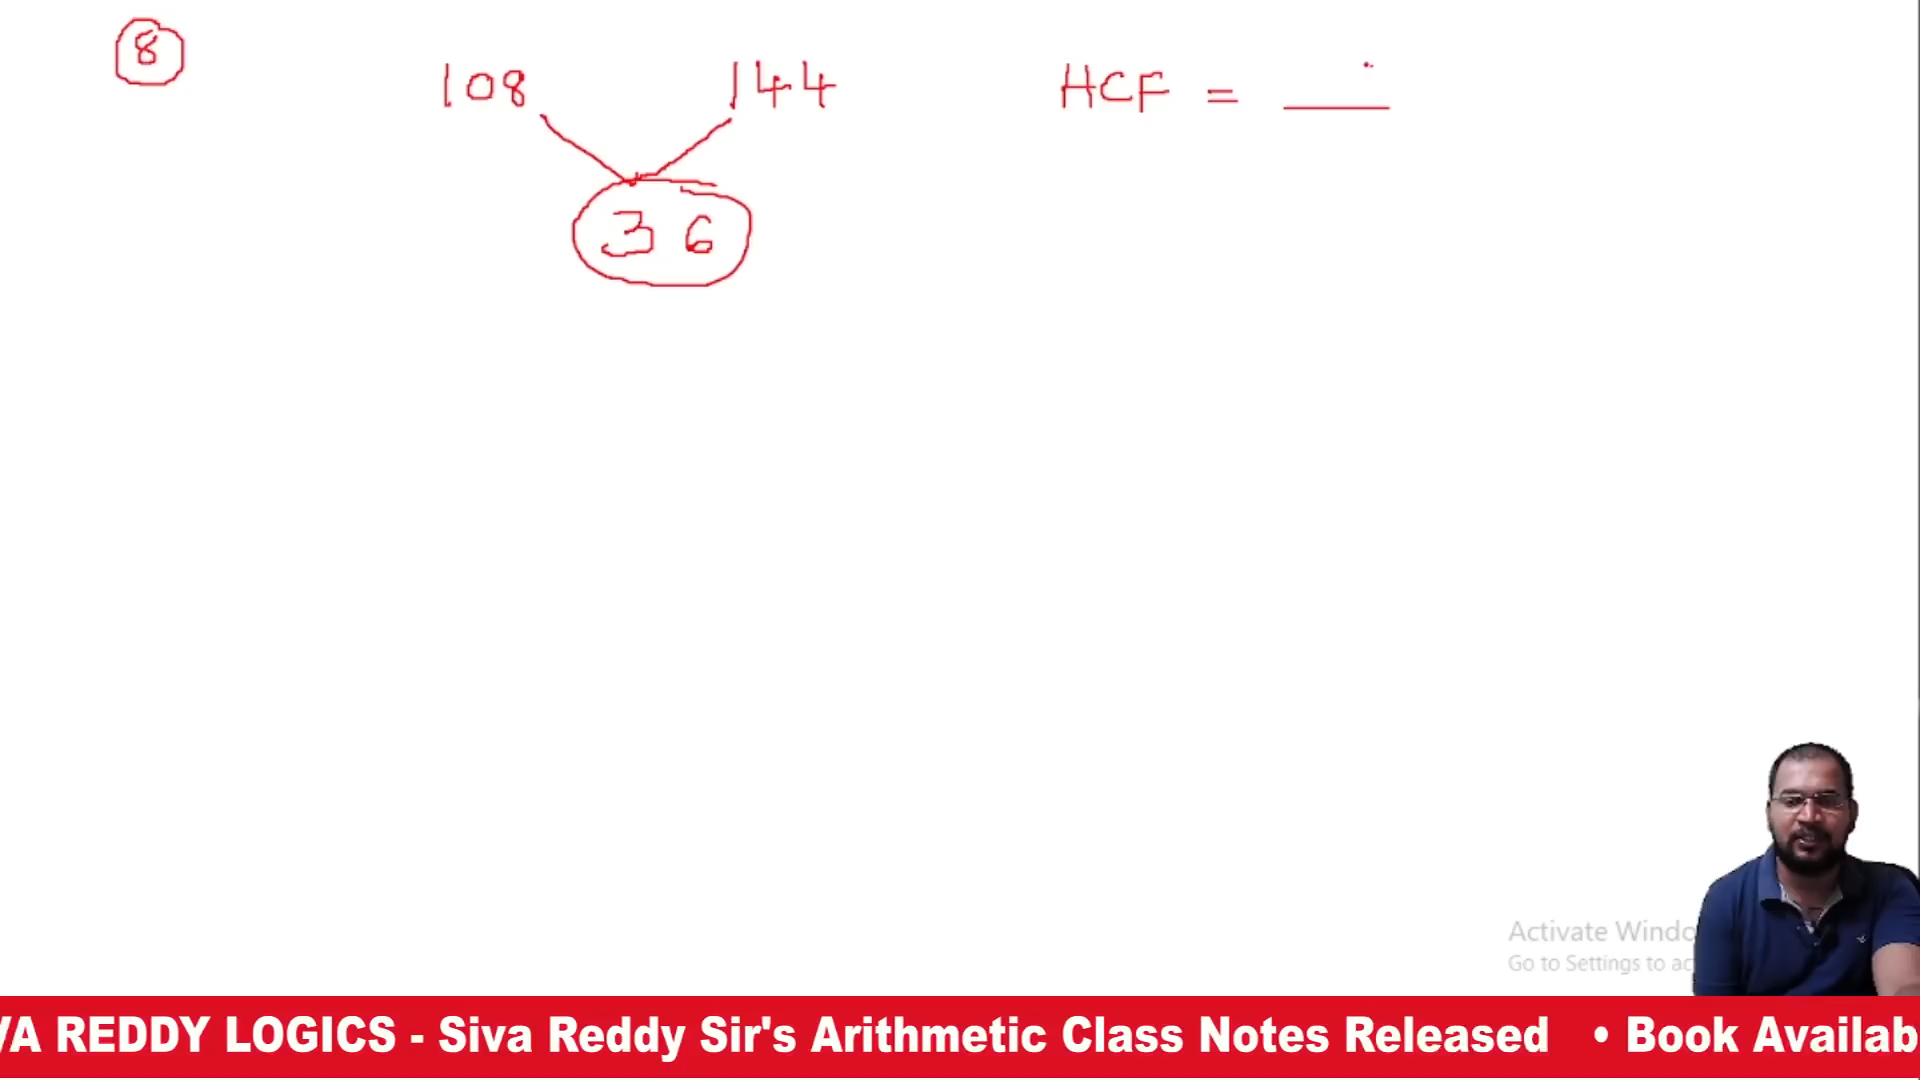 8
108 144 HCF = ___
36
Activate Windo
Go to Settings to ac
VA REDDY LOGICS - Siva Reddy Sir's Arithmetic Class Notes Released • Book Availab